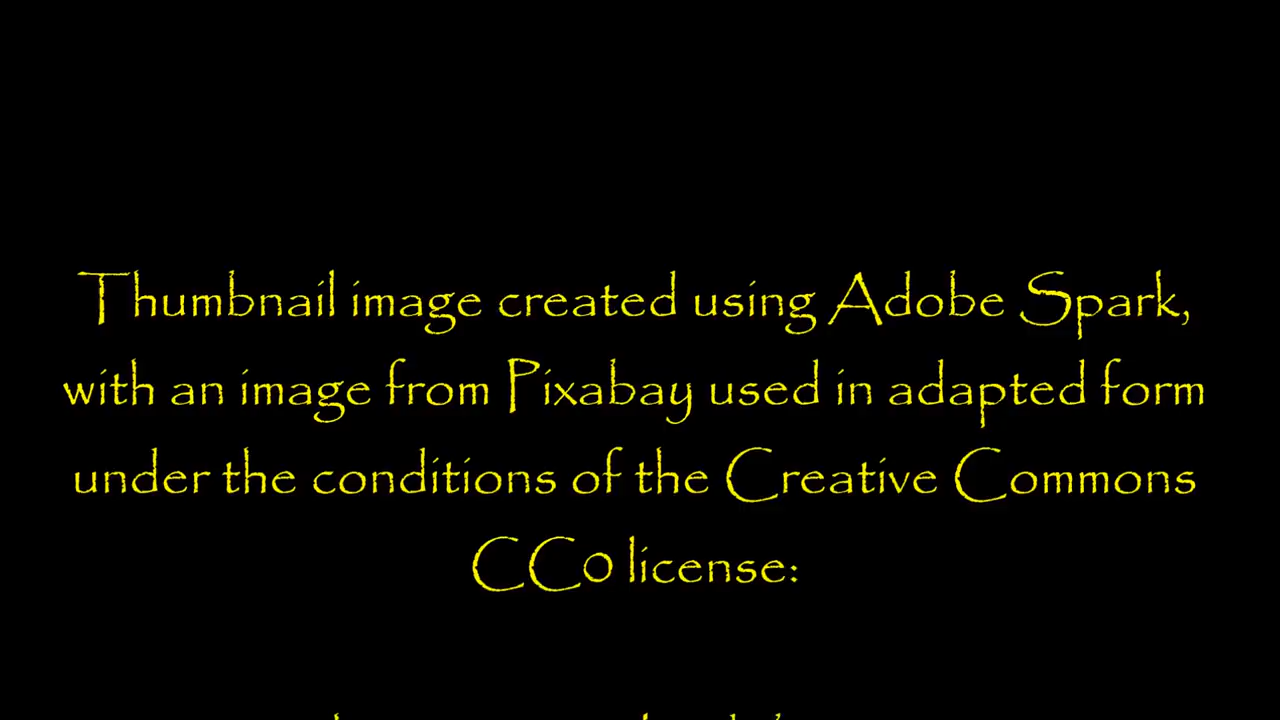 Thumbnail image created using Adobe Spark,
with an image from Pixabay used in adapted form
under the conditions of the Creative Commons
CC0 license: